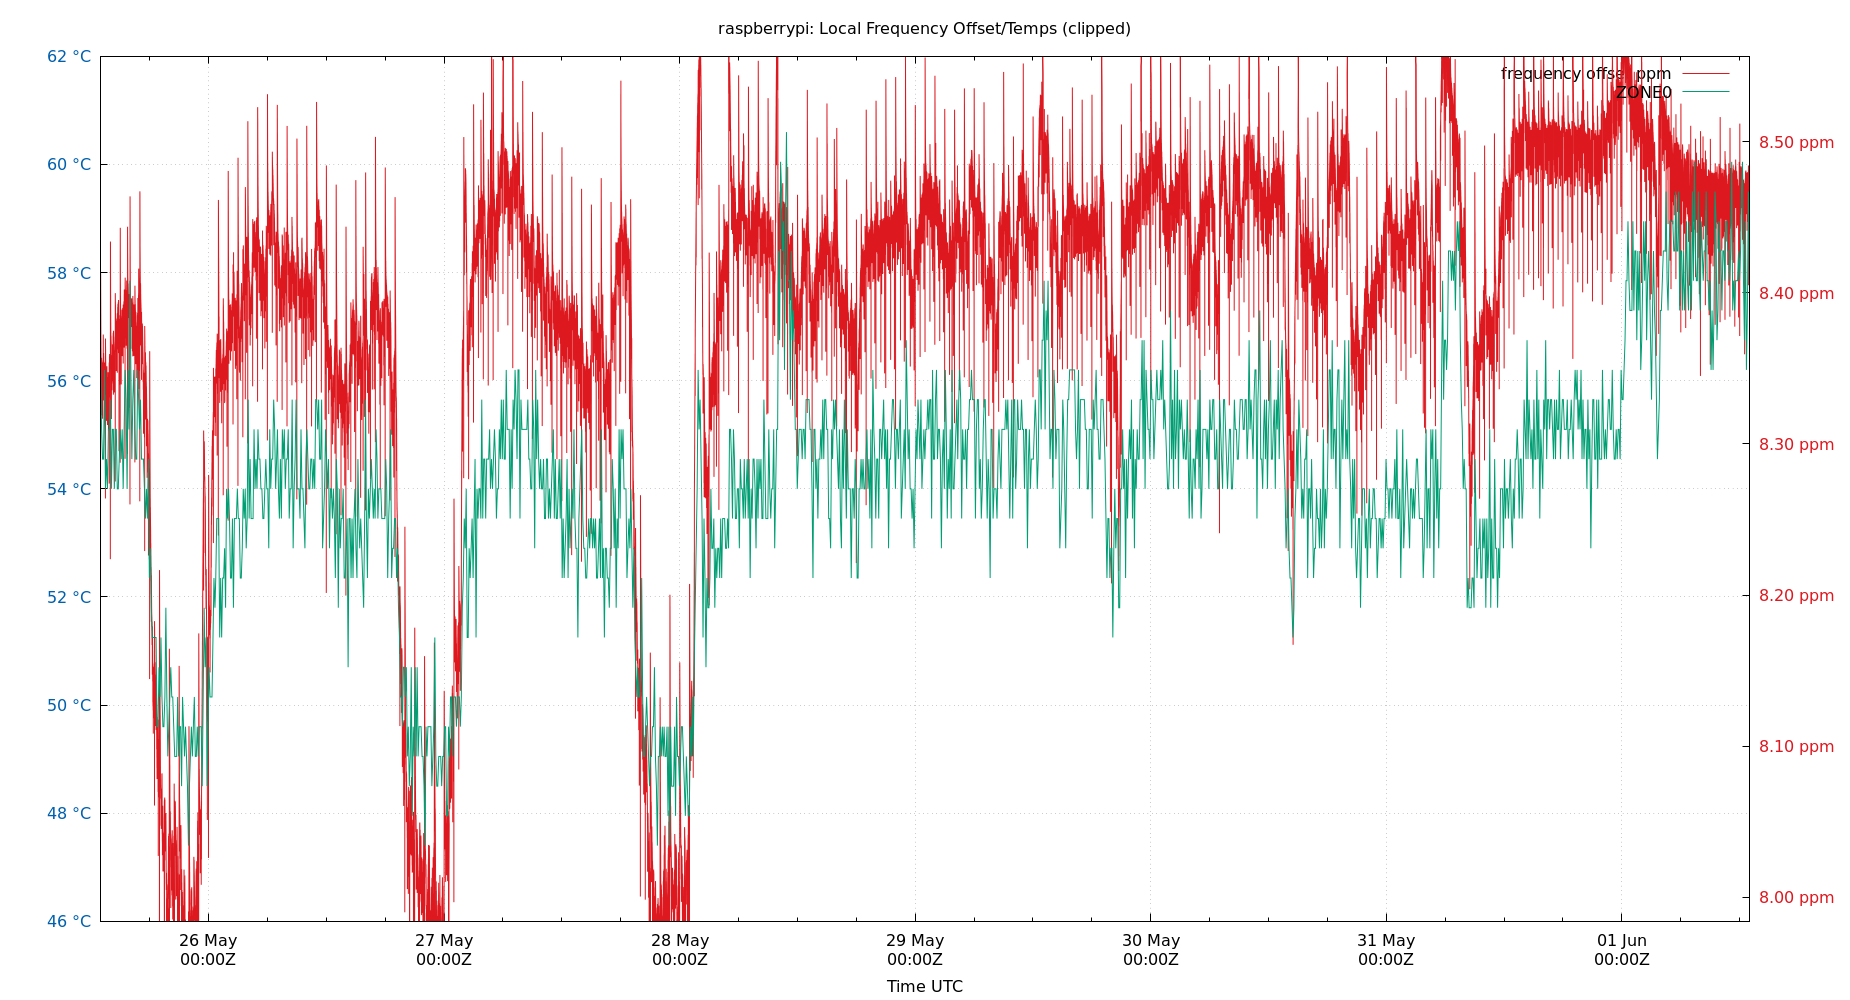 raspberrypi: Local Frequency Offset/Temps (clipped)
62 °C
60 °C
58 °C
56 °C
54 °C
52 °C
50 °C
48 °C
46 °C
frequency offset ppm
ZONE0
8.50 ppm
8.40 ppm
8.30 ppm
8.20 ppm
8.10 ppm
8.00 ppm
26 May
00:00Z
27 May
00:00Z
28 May
00:00Z
29 May
00:00Z
30 May
00:00Z
31 May
00:00Z
01 Jun
00:00Z
Time UTC